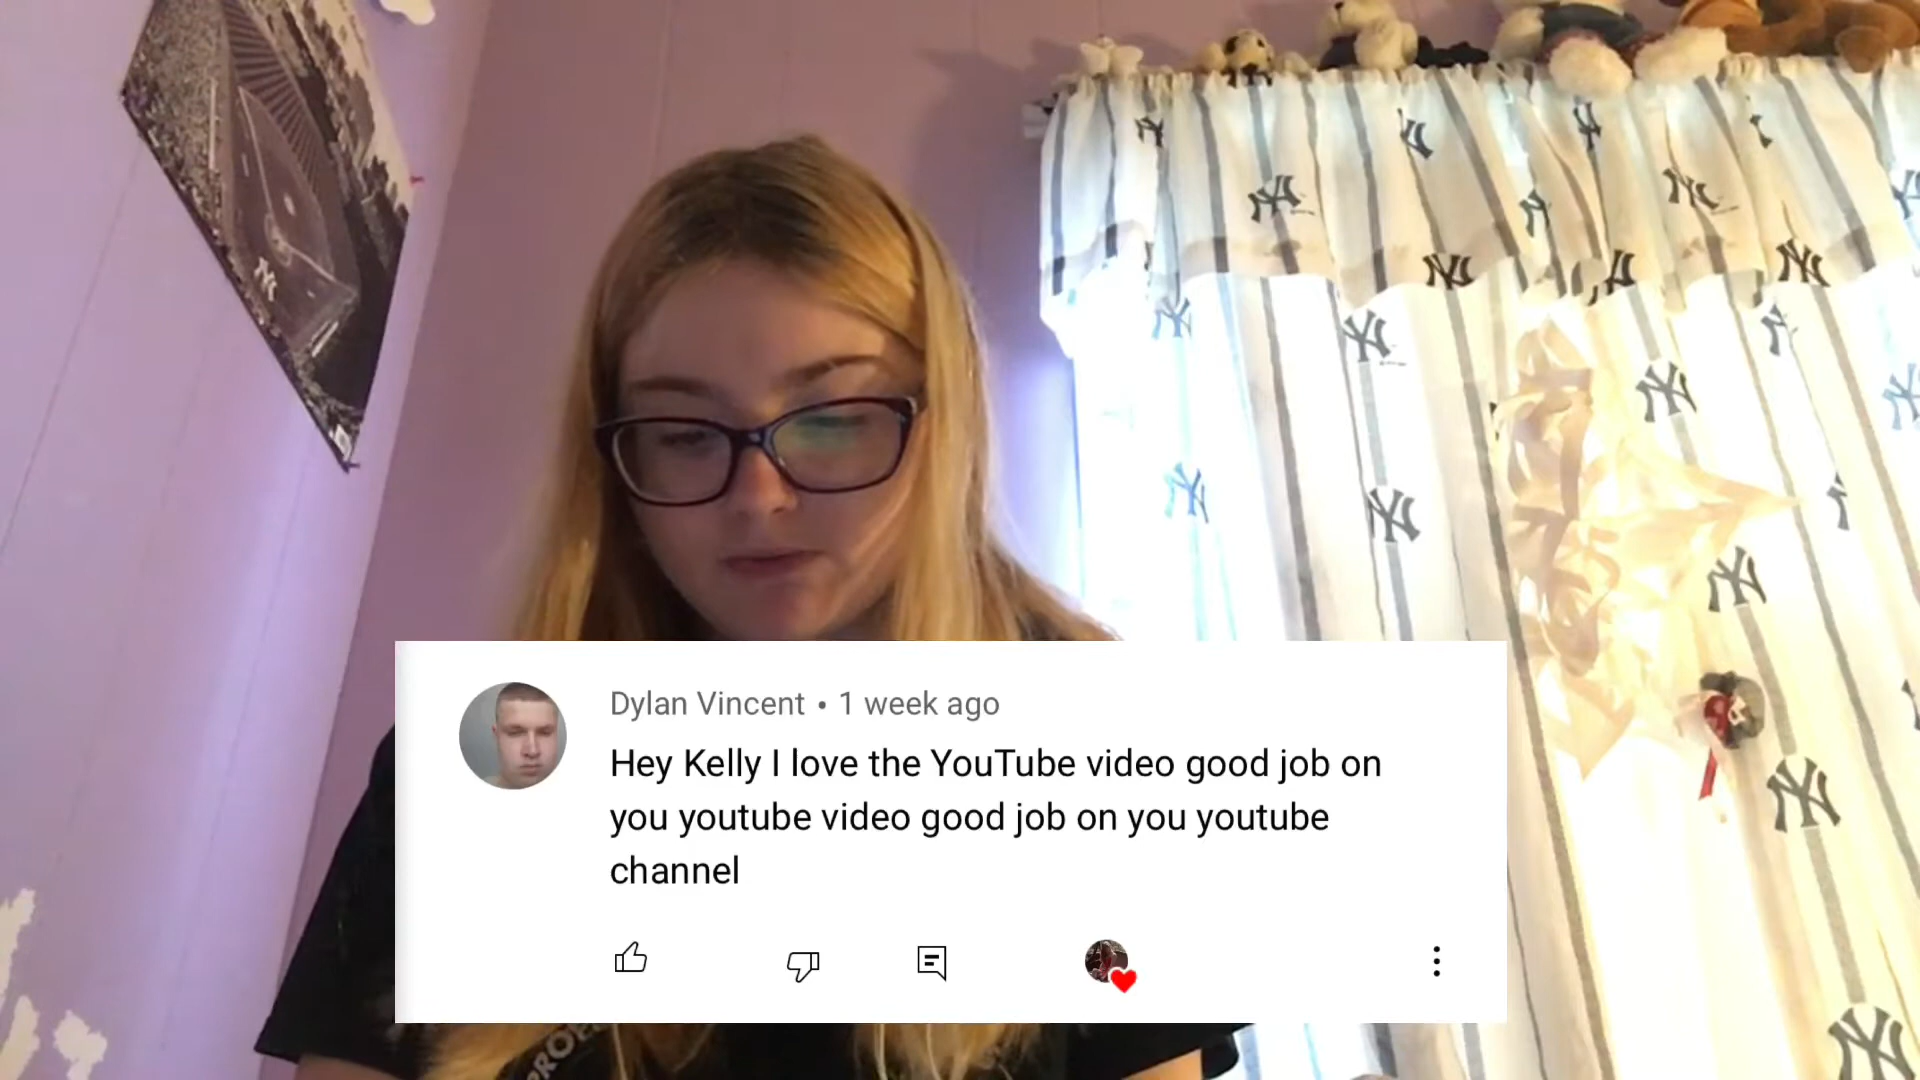 Dylan Vincent • 1 week ago
Hey Kelly I love the YouTube video good job on
you youtube video good job on you youtube
channel